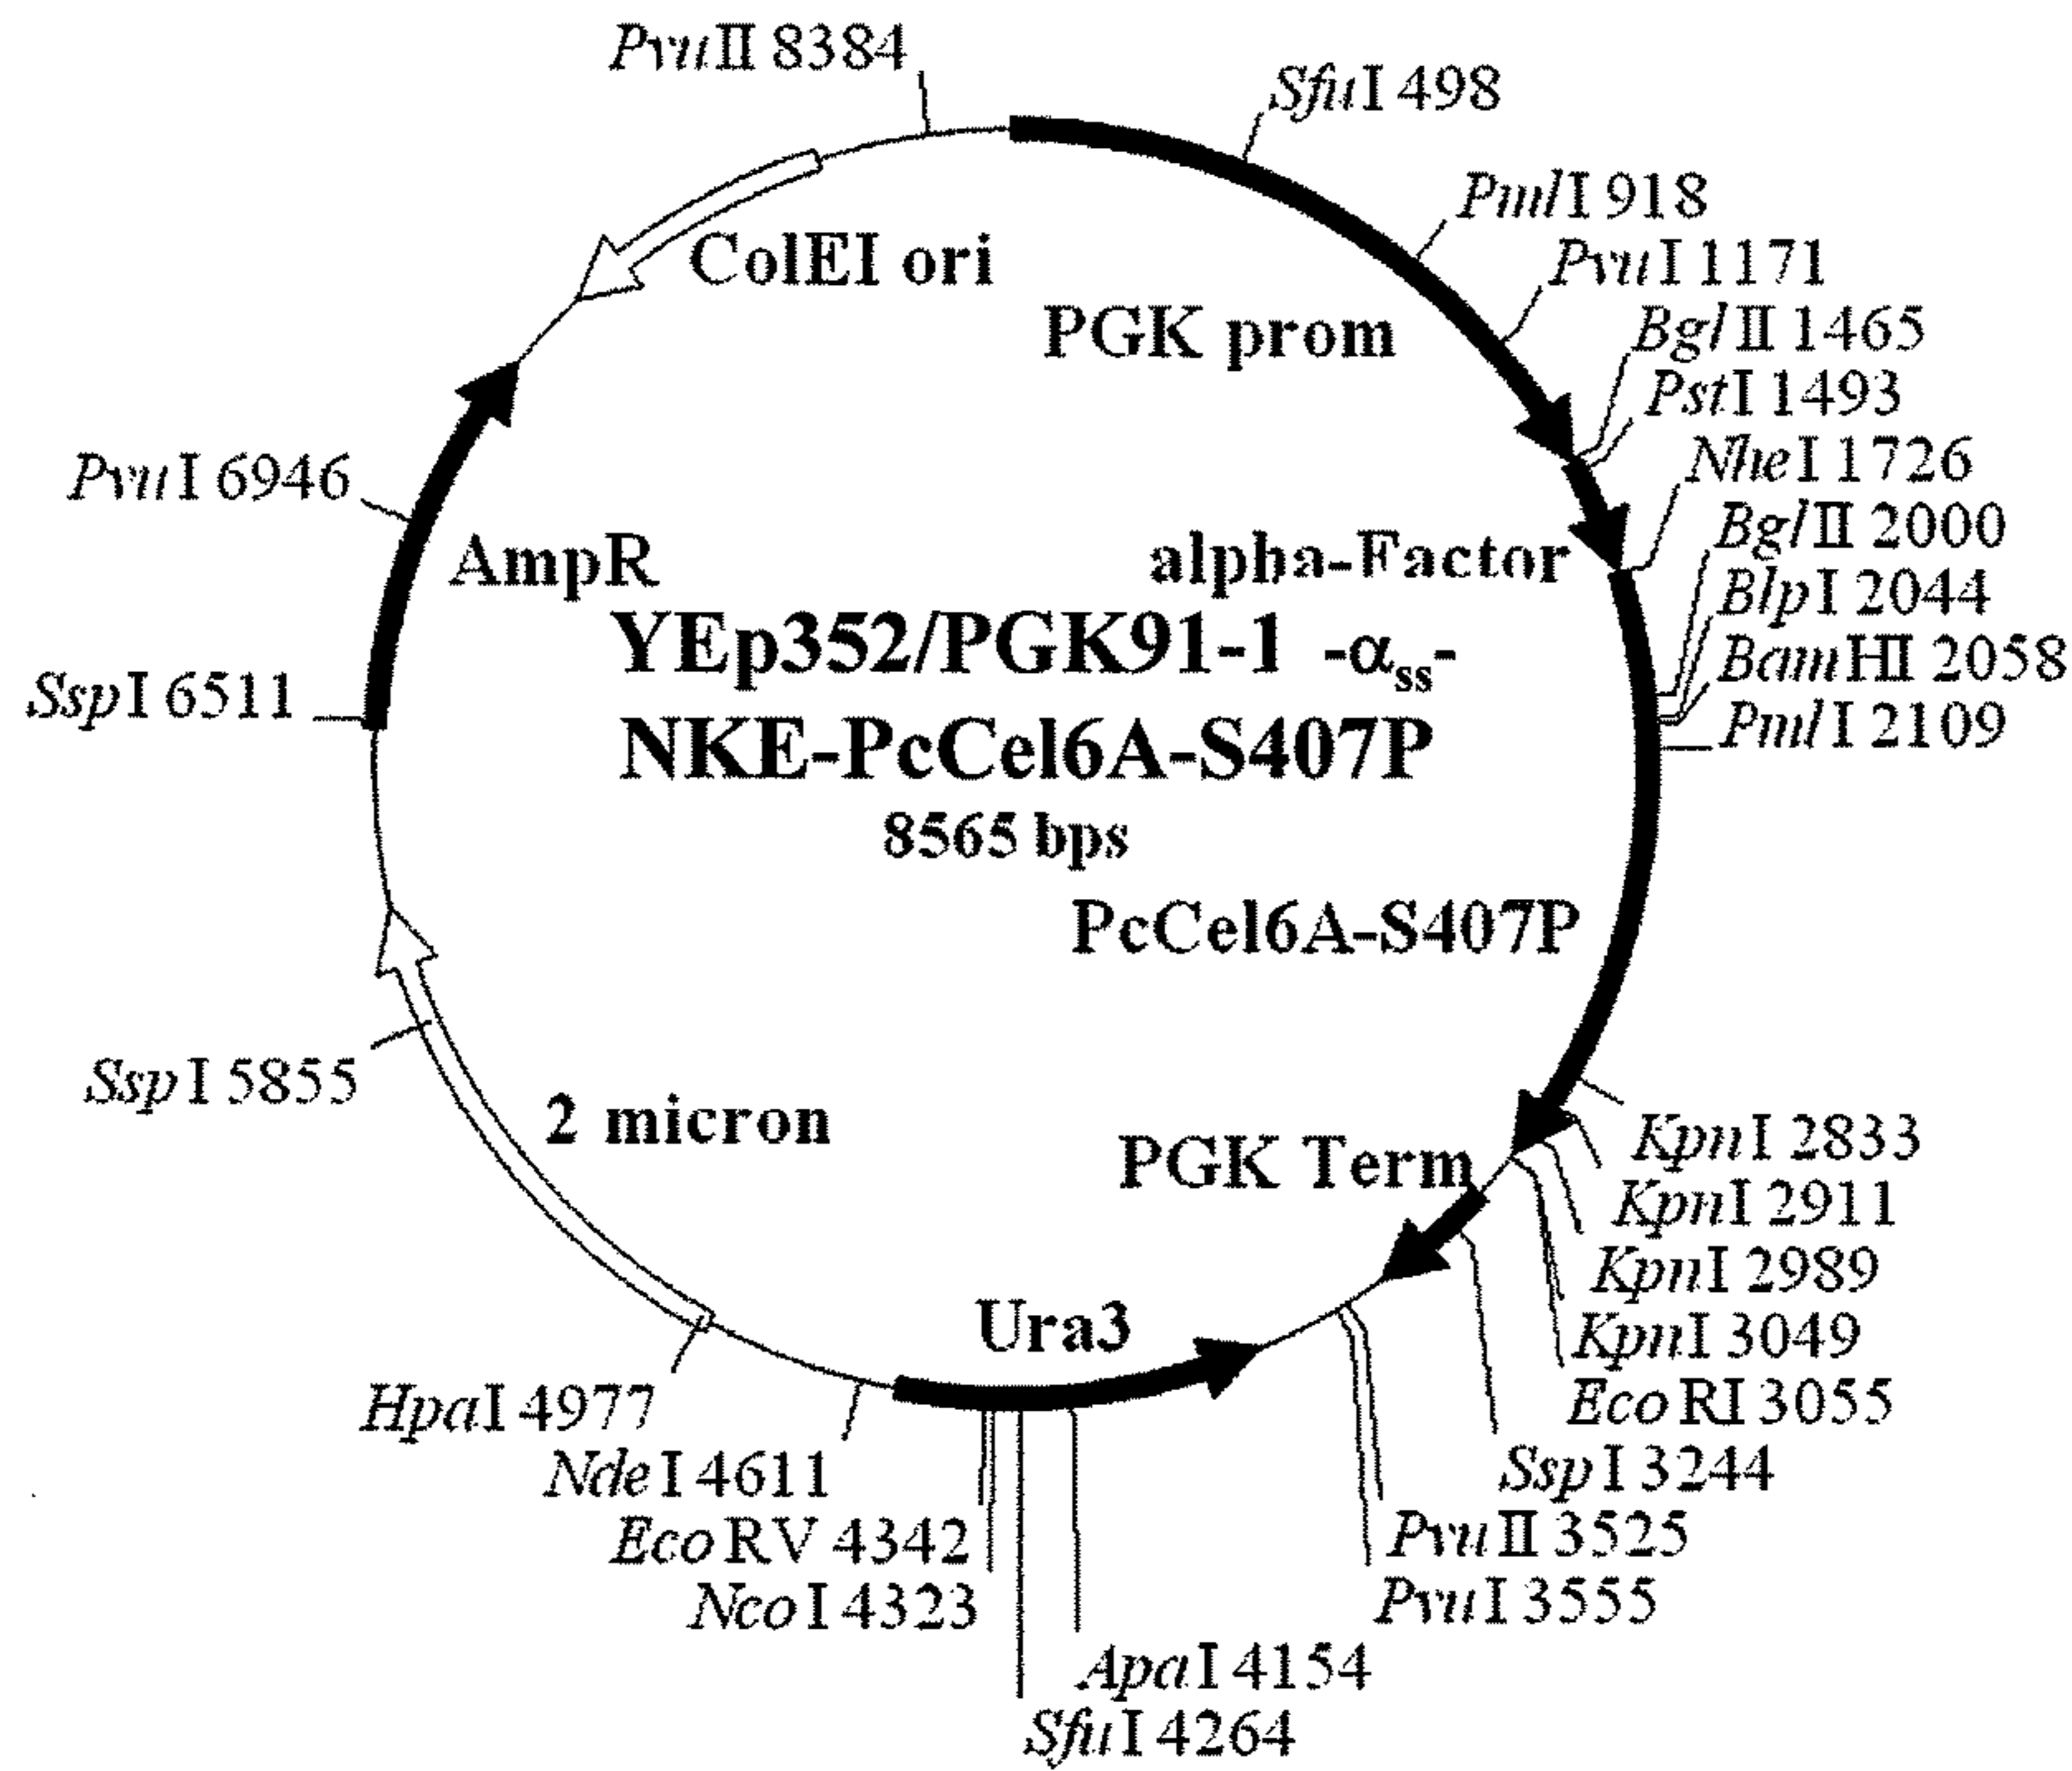 PvuII 8384
SfuI 498
PmlI 918
PvuI 1171
BglII 1465
PstI 1493
NheI 1726
BglII 2000
BlpI 2044
BamHI 2058
PmlI 2109
ColEI ori
PGK prom
alpha-Factor
AmpR
PvuI 6946
SspI 6511
YEp352/PGK91-1 -αss-
NKE-PcCel6A-S407P
8565 bps
PcCel6A-S407P
SspI 5855
2 micron
PGK Term
Ura3
KpnI 2833
KpnI 2911
KpnI 2989
KpnI 3049
EcoRI 3055
SspI 3244
PvuII 3525
PvuI 3555
HpaI 4977
NdeI 4611
EcoRV 4342
NcoI 4323
ApaI 4154
SfuI 4264